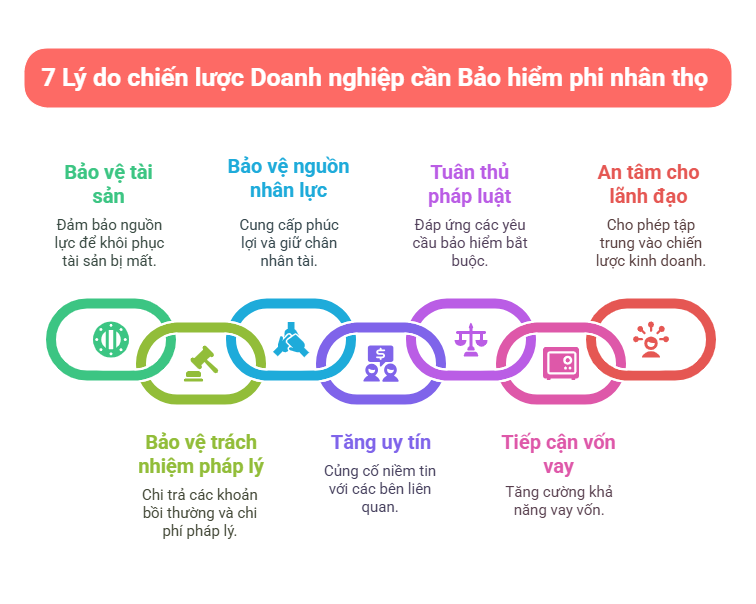 7 Lý do chiến lược Doanh nghiệp cần Bảo hiểm phi nhân thọ
Bảo vệ tài
sản
Đảm bảo nguồn
lực để khôi phục
tài sản bị mất.
Bảo vệ nguồn
nhân lực
Cung cấp phúc
lợi và giữ chân
nhân tài.
Tuân thủ
pháp luật
Đáp ứng các yêu
cầu bảo hiểm bắt
buộc.
An tâm cho
lãnh đạo
Cho phép tập
trung vào chiến
lược kinh doanh.
$
Bảo vệ trách
nhiệm pháp lý
Chi trả các khoản
bồi thường và chi
phí pháp lý.
Tăng uy tín
Củng cố niềm tin
với các bên liên
quan.
Tiếp cận vốn
vay
Tăng cường khả
năng vay vốn.